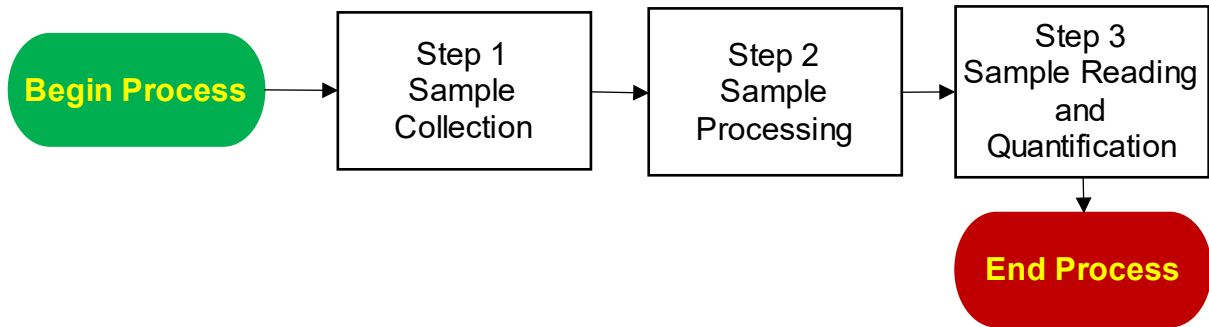 Begin Process
Step 1
Sample
Collection
Step 2
Sample
Processing
Step 3
Sample Reading
and
Quantification
End Process